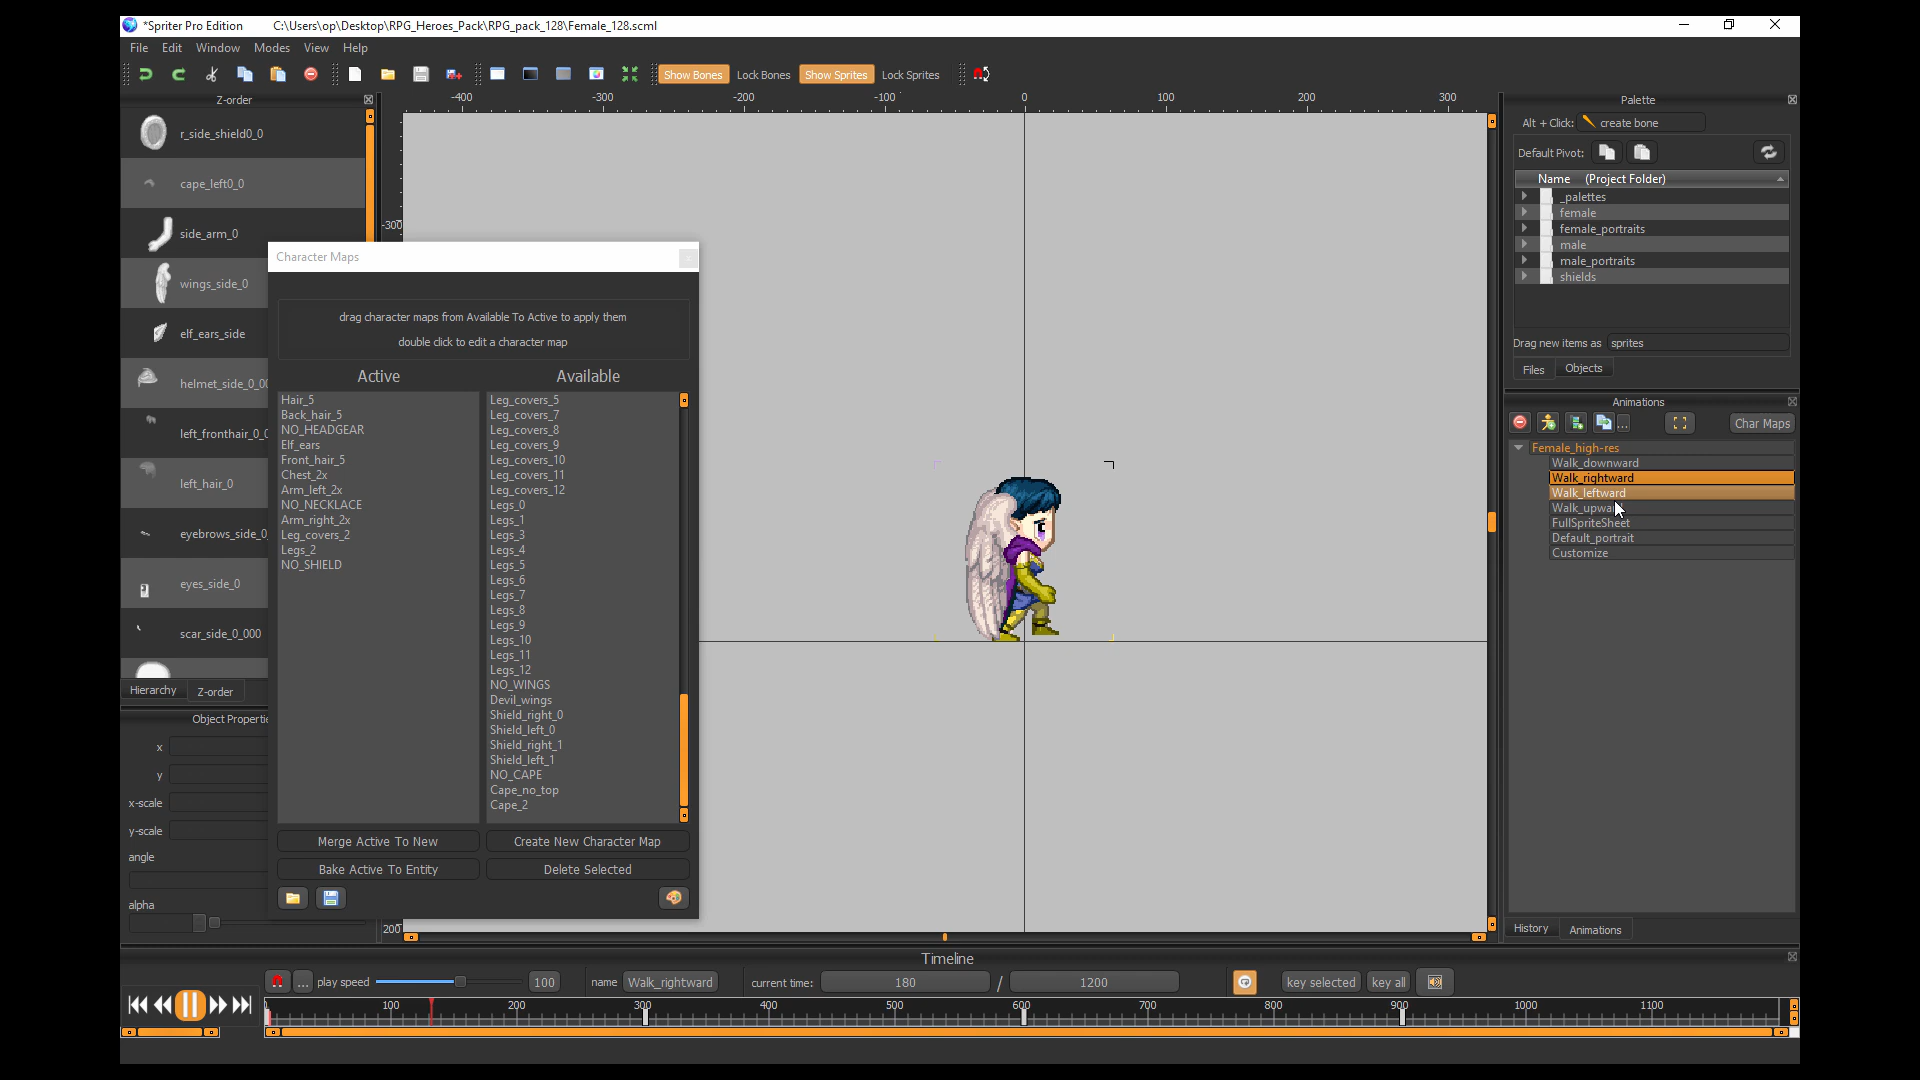 *Spriter Pro Edition C:\Users\op\Desktop\RPG_Heroes_Pack\RPG_pack_128\Female_128.scml
File Edit Window Modes View Help
Show Bones Lock Bones Show Sprites Lock Sprites
Z-order
r_side_shield0_0
cape_left0_0
side_arm_0
wings_side_0
elf_ears_side
helmet_side_0_00
left_fronthair_0_0
left_hair_0
eyebrows_side_0
eyes_side_0
scar_side_0_000
Hierarchy Z-order
Object Propertie
x
y
x-scale
y-scale
angle
alpha
-400 -300 -200 -100 0 100 200 300
-300
200
Character Maps
drag character maps from Available To Active to apply them
double click to edit a character map
Active
Hair_5
Back_hair_5
NO_HEADGEAR
Elf_ears
Front_hair_5
Chest_2x
Arm_left_2x
NO_NECKLACE
Arm_right_2x
Leg_covers_2
Legs_2
NO_SHIELD
Available
Leg_covers_5
Leg_covers_7
Leg_covers_8
Leg_covers_9
Leg_covers_10
Leg_covers_11
Leg_covers_12
Legs_0
Legs_1
Legs_3
Legs_4
Legs_5
Legs_6
Legs_7
Legs_8
Legs_9
Legs_10
Legs_11
Legs_12
NO_WINGS
Devil_wings
Shield_right_0
Shield_left_0
Shield_right_1
Shield_left_1
NO_CAPE
Cape_no_top
Cape_2
Merge Active To New Create New Character Map
Bake Active To Entity Delete Selected
Palette
Alt + Click: create bone
Default Pivot:
Name (Project Folder)
_palettes
female
female_portraits
male
male_portraits
shields
Drag new items as sprites
Files Objects
Animations
... Char Maps
Female_high-res
Walk_downward
Walk_rightward
Walk_leftward
Walk_upwar
FullSpriteSheet
Default_portrait
Customize
History Animations
Timeline
... play speed 100 name Walk_rightward current time: 180 / 1200 key selected key all
100 200 300 400 500 600 700 800 900 1000 1100